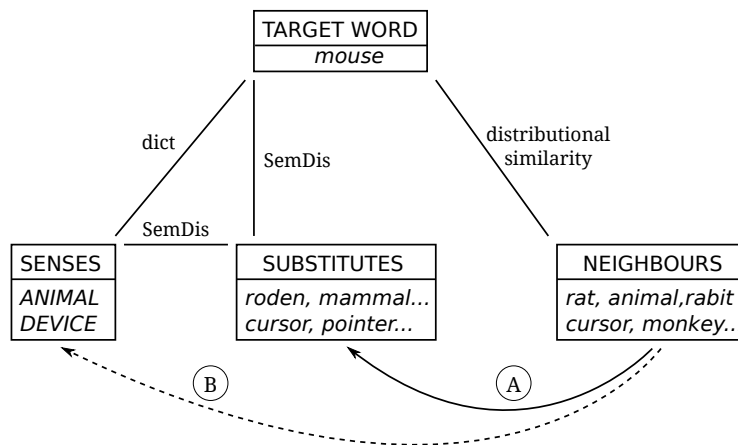 TARGET WORD
mouse
dict
SemDis
distributional
similarity
SemDis
SENSES
ANIMAL
DEVICE
SUBSTITUTES
roden, mammal...
cursor, pointer...
NEIGHBOURS
rat, animal,rabit
cursor, monkey..
B
A